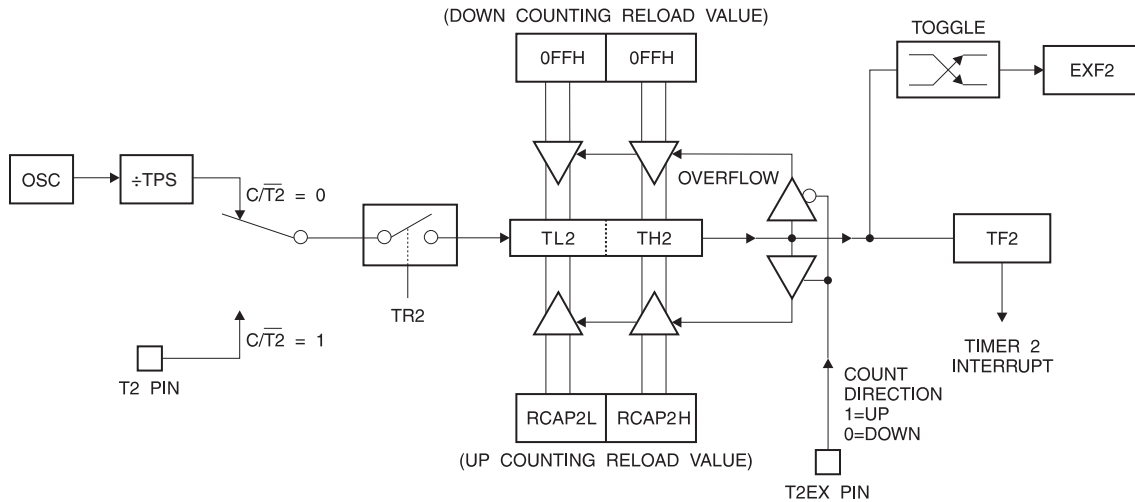 (DOWN COUNTING RELOAD VALUE)
TOGGLE
0FFH
0FFH
EXF2
OSC
÷TPS
C/T2̅ = 0
OVERFLOW
TL2
TH2
TF2
TR2
C/T2̅ = 1
T2 PIN
TIMER 2
INTERRUPT
COUNT
DIRECTION
1=UP
0=DOWN
RCAP2L
RCAP2H
(UP COUNTING RELOAD VALUE)
T2EX PIN